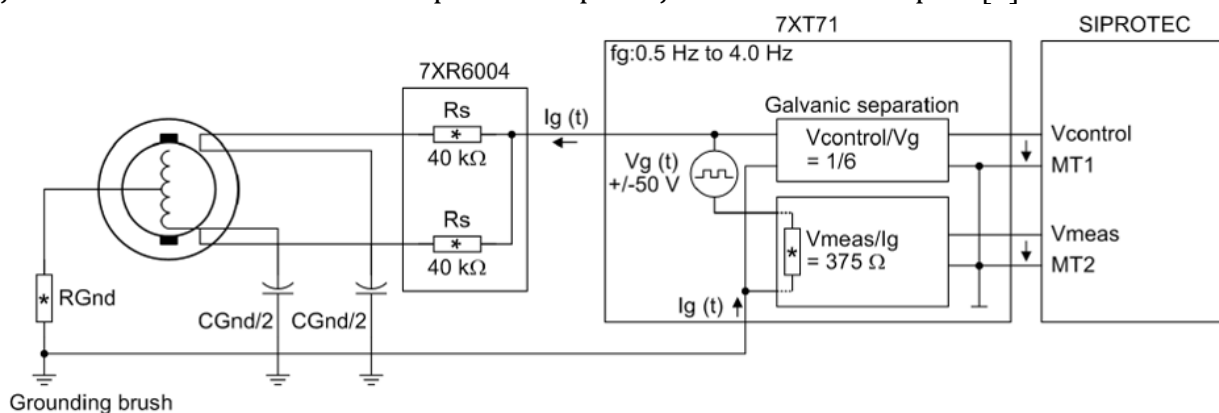 7XT71
SIPROTEC
fg:0.5 Hz to 4.0 Hz
7XR6004
Rs
*
40 kΩ
Ig (t)
Galvanic separation
Vcontrol/Vg
= 1/6
Vcontrol
MT1
Vg (t)
+/-50 V
Rs
*
40 kΩ
*
Vmeas/Ig
= 375 Ω
Vmeas
MT2
*
RGnd
CGnd/2
CGnd/2
Ig (t)
Grounding brush